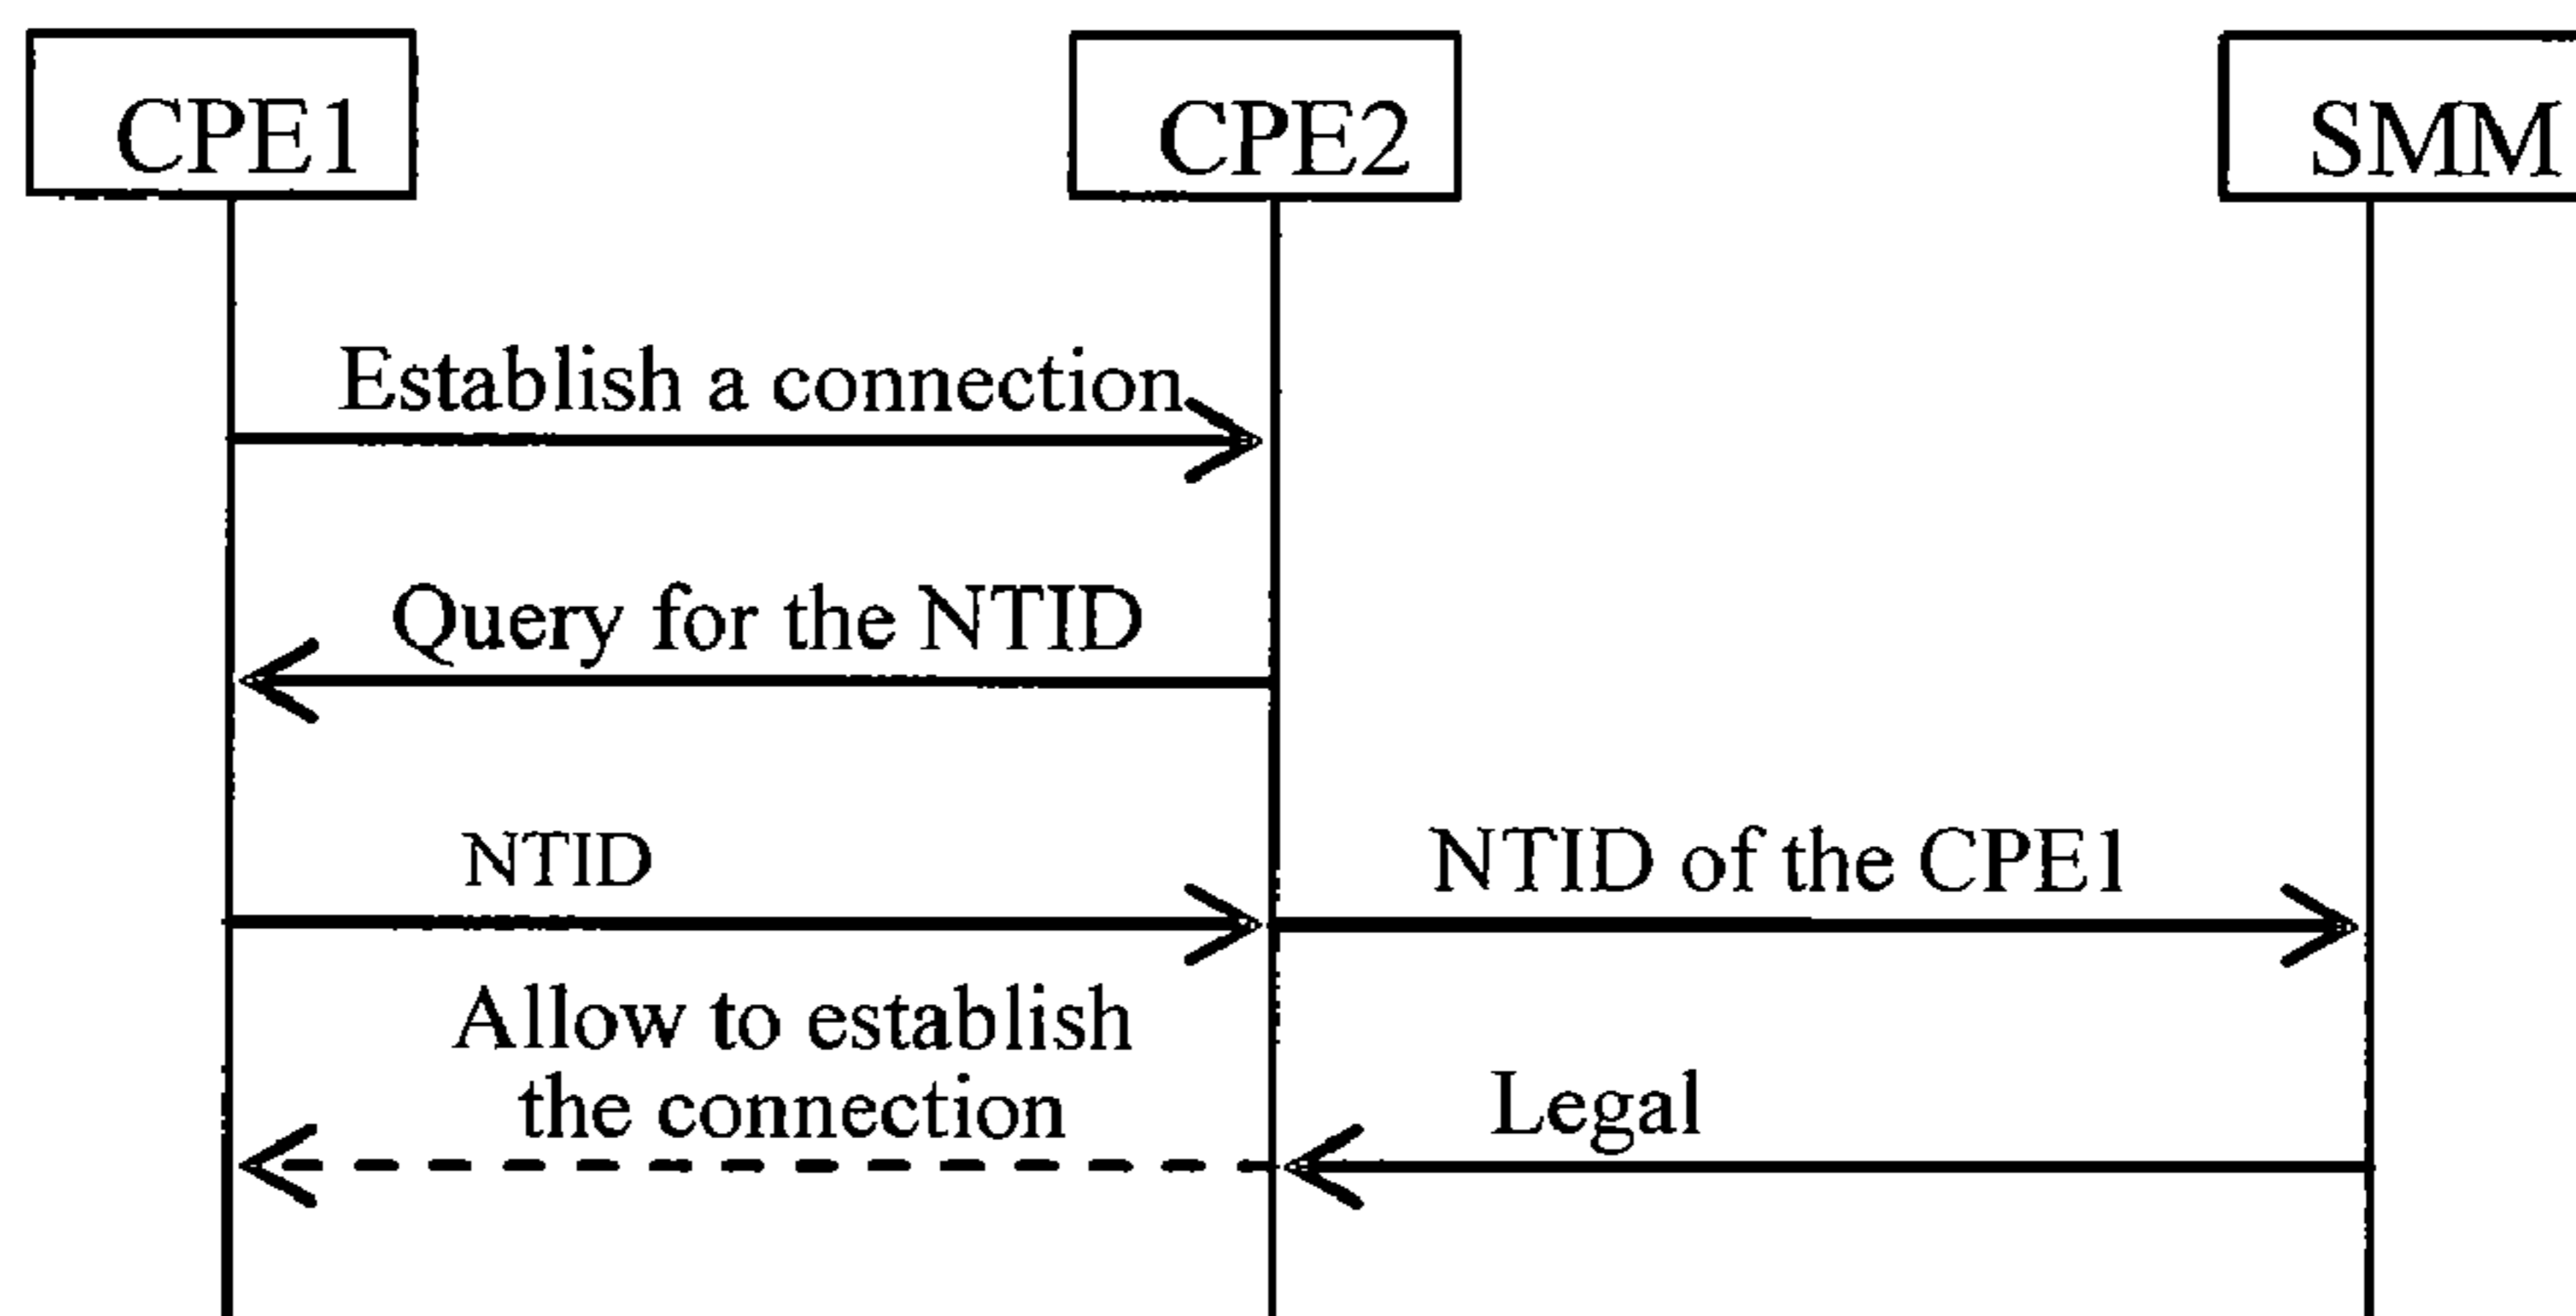 CPE1
CPE2
SMM
Establish a connection
Query for the NTID
NTID
NTID of the CPE1
Allow to establish
the connection
Legal